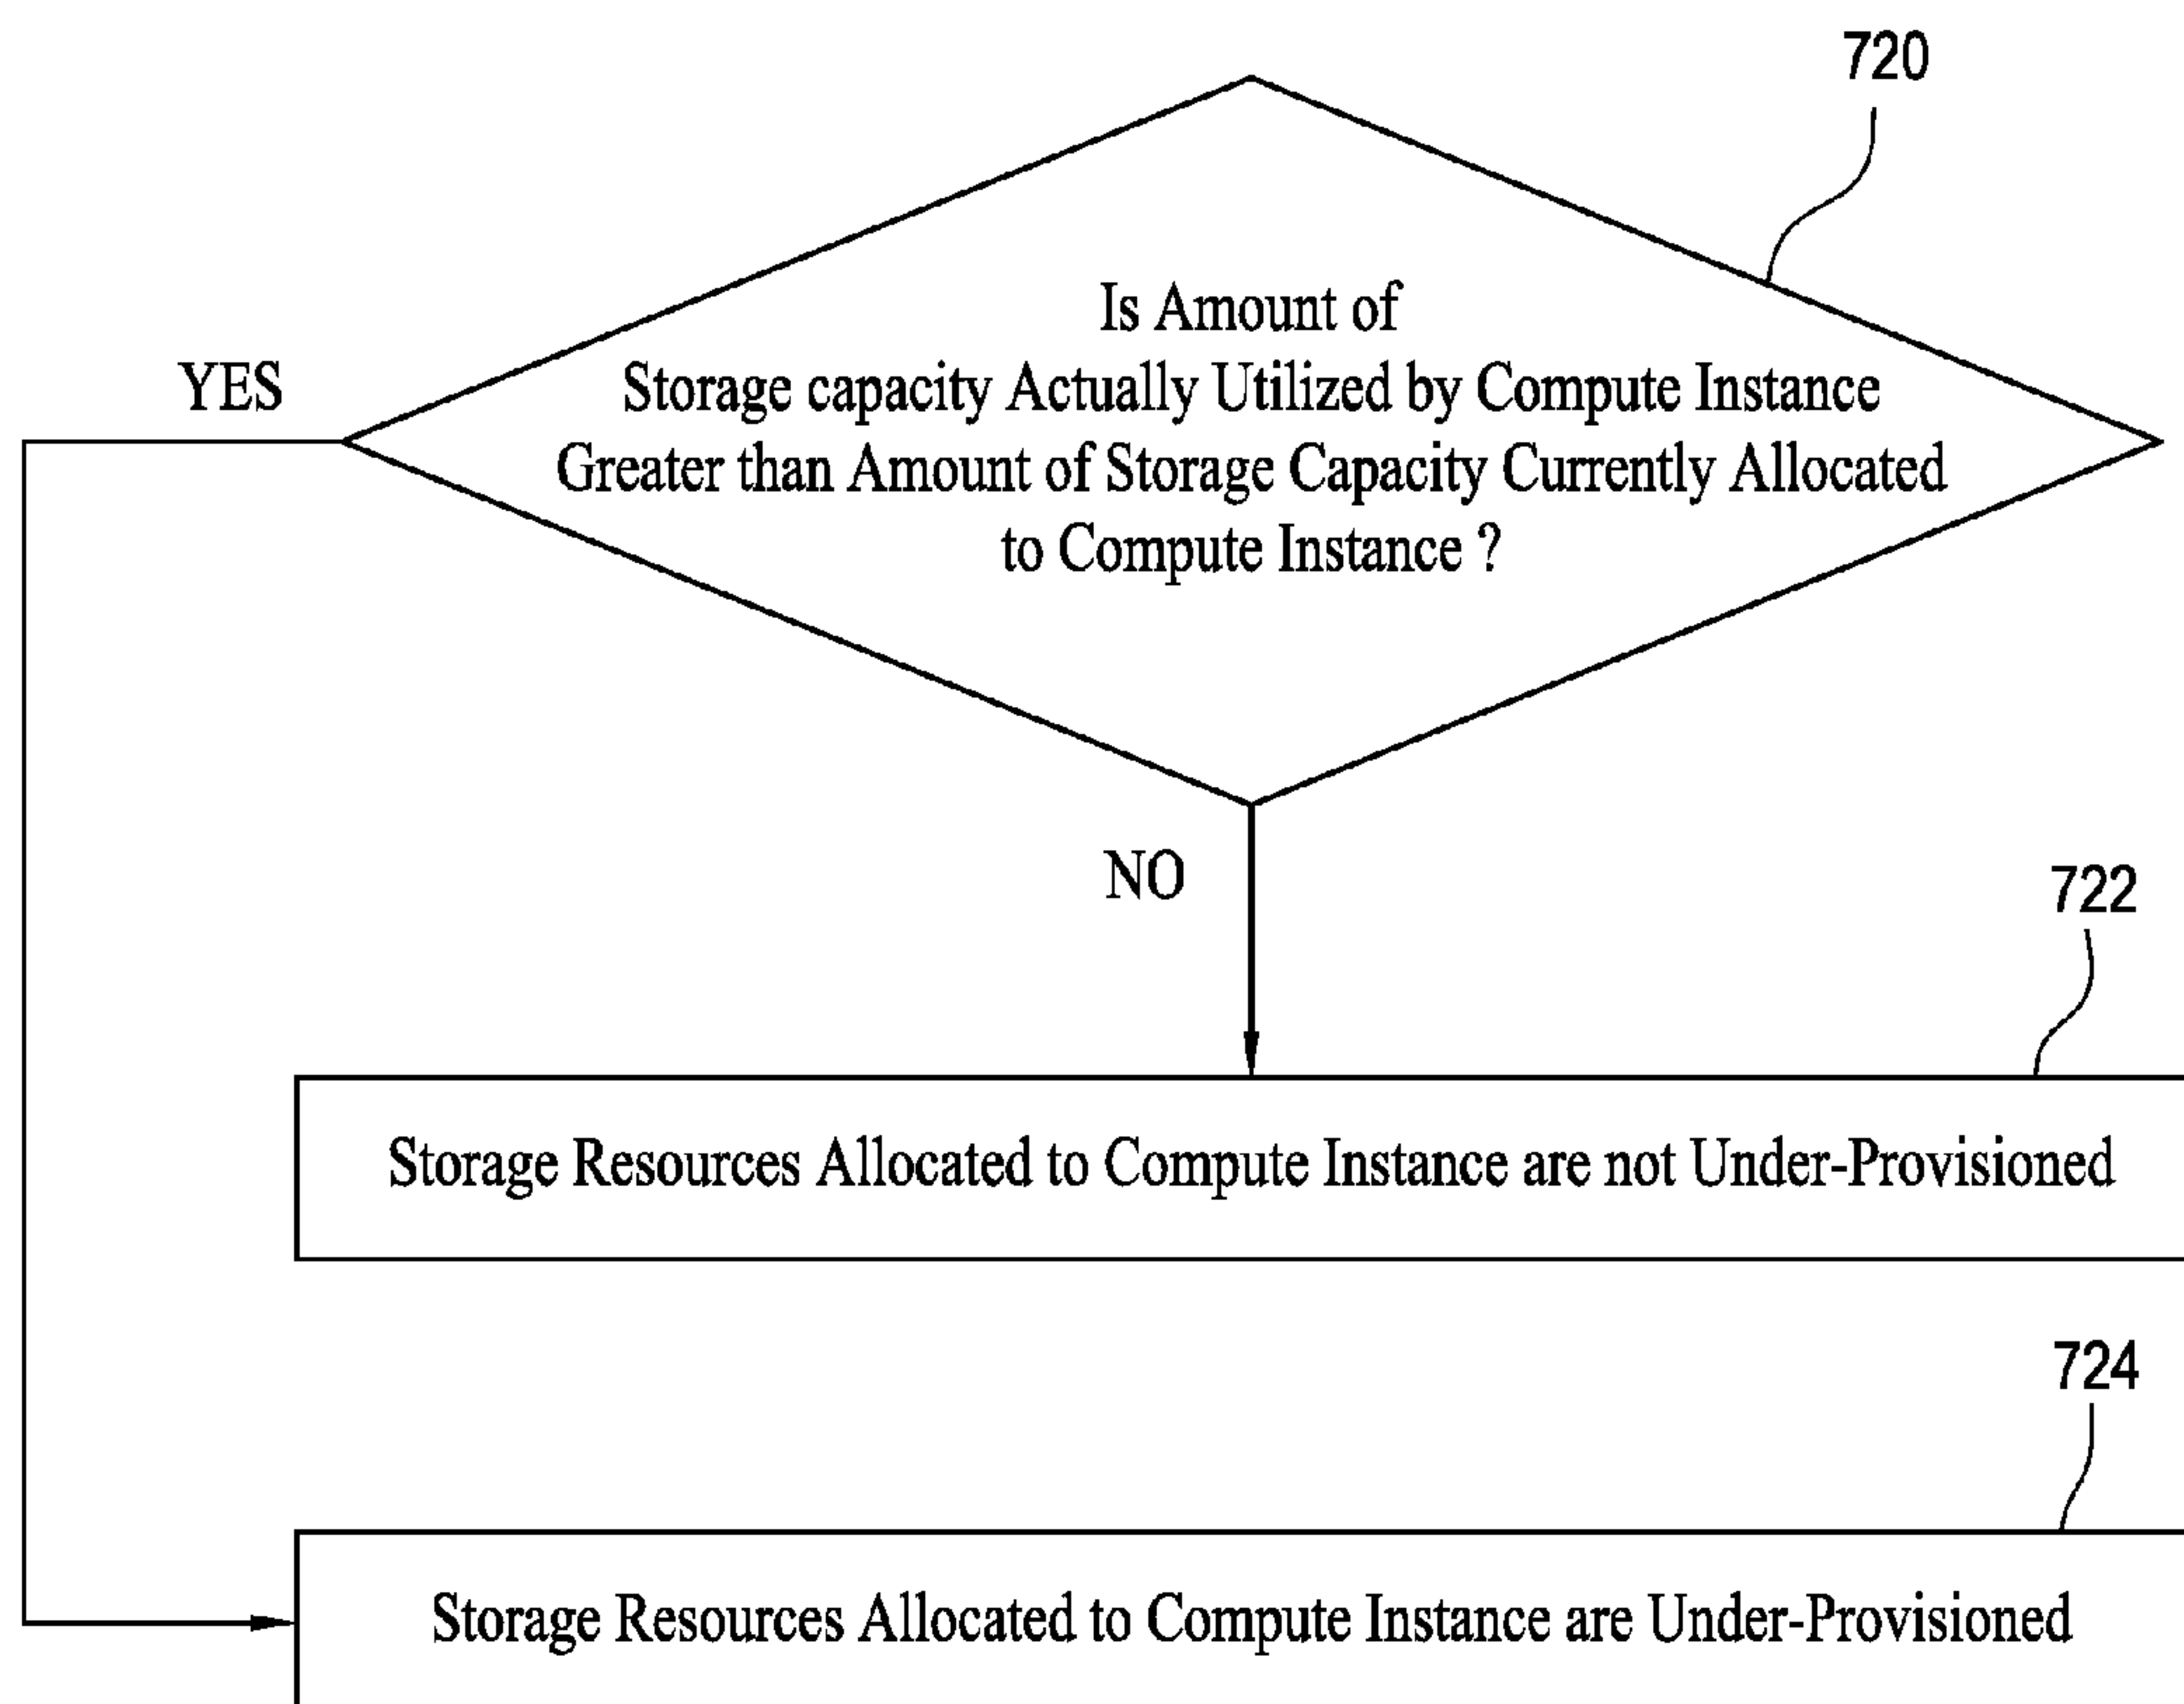 720
Is Amount of
Storage capacity Actually Utilized by Compute Instance
Greater than Amount of Storage Capacity Currently Allocated
to Compute Instance ?
YES
NO
722
Storage Resources Allocated to Compute Instance are not Under-Provisioned
724
Storage Resources Allocated to Compute Instance are Under-Provisioned